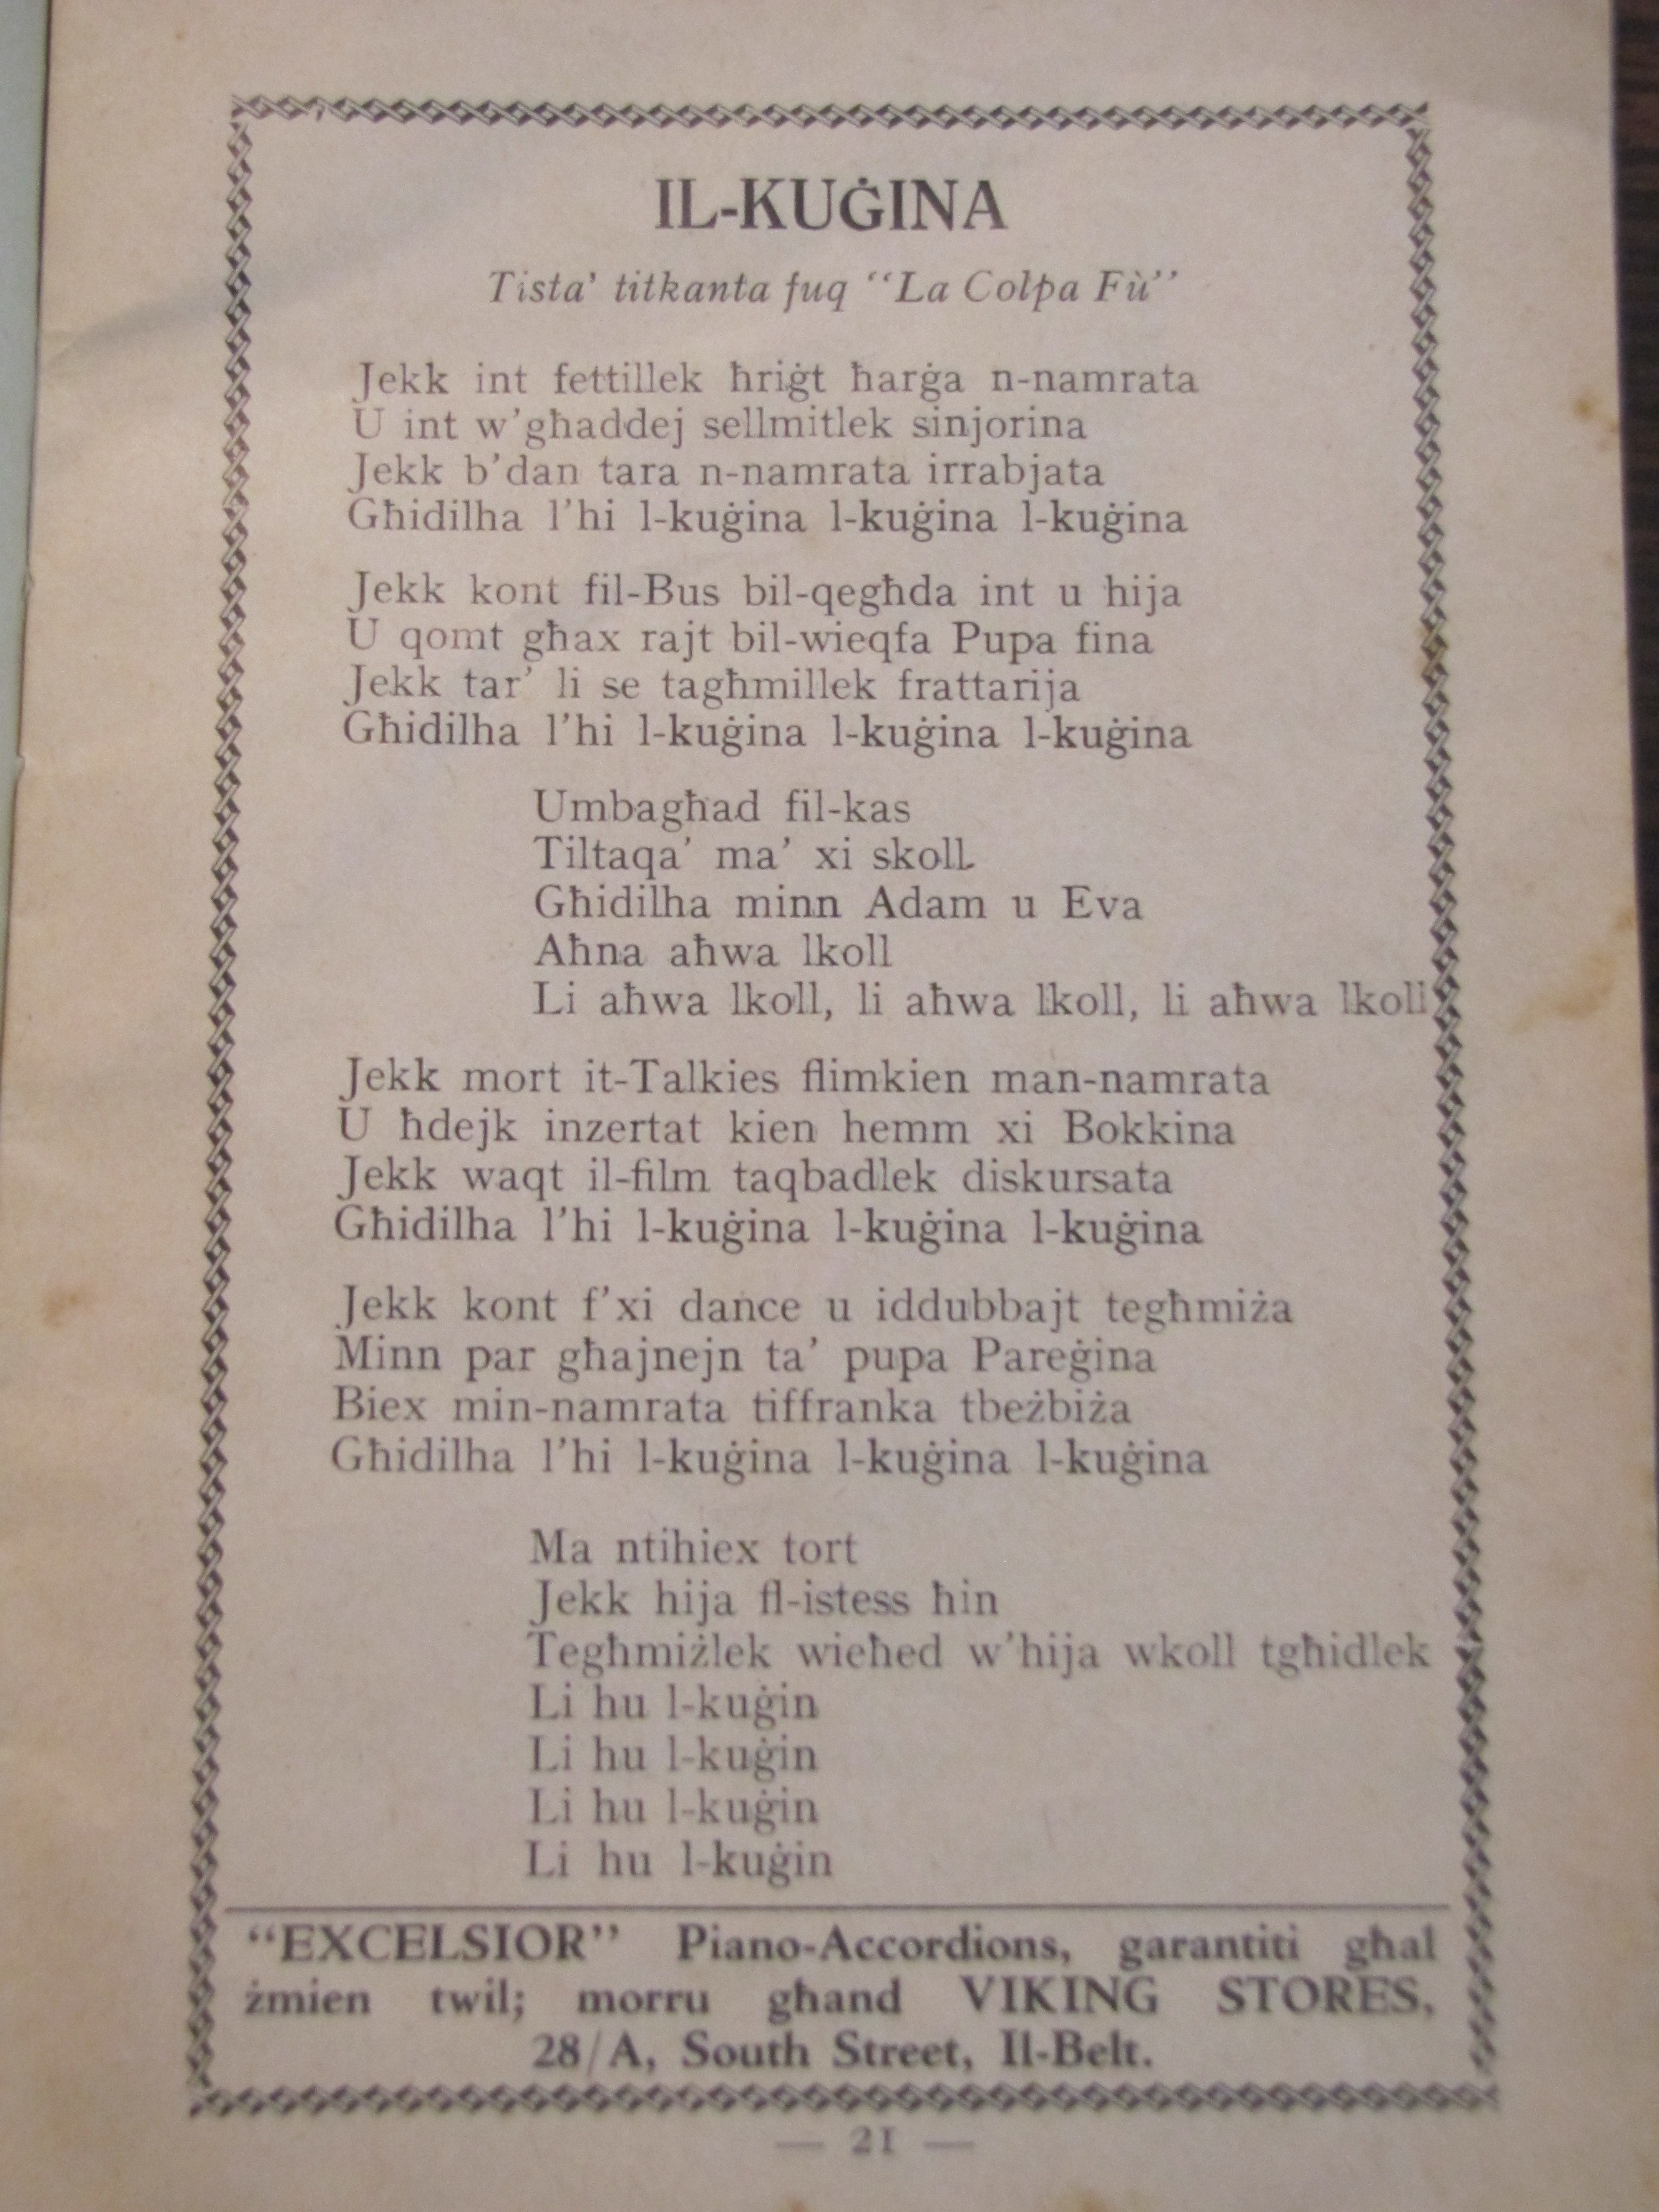 IL-KUĠINA
Tista' titkanta fuq "La Colpa Fù"
Jekk int fettillek ħriġt ħarġa n-namrata
U int w'għaddej sellmitlek sinjorina
Jekk b'dan tara n-namrata irrabjata
Għidilha l'hi l-kuġina l-kuġina l-kuġina
Jekk kont fil-Bus bil-qegħda int u hija
U qomt għax rajt bil-wieqfa Pupa fina
Jekk tar' li se tagħmillek frattarija
Għidilha l'hi l-kuġina l-kuġina l-kuġina
Umbagħad fil-kas
Tiltaqa' ma' xi skoll
Għidilha minn Adam u Eva
Aħna aħwa lkoll
Li aħwa lkoll, li aħwa lkoll, li aħwa lkoll
Jekk mort it-Talkies flimkien man-namrata
U ħdejk inzertat kien hemm xi Bokkina
Jekk waqt il-film taqbadlek diskursata
Għidilha l'hi l-kuġina l-kuġina l-kuġina
Jekk kont f'xi dance u iddubbajt tegħmiża
Minn par għajnejn ta' pupa Pareġina
Biex min-namrata tiffranka tbeżbiża
Għidilha l'hi l-kuġina l-kuġina l-kuġina
Ma ntihiex tort
Jekk hija fl-istess ħin
Tegħmiżlek wieħed w'hija wkoll tgħidlek
Li hu l-kuġin
Li hu l-kuġin
Li hu l-kuġin
Li hu l-kuġin
"EXCELSIOR" Piano-Accordions, garantiti għal
żmien twil; morru għand VIKING STORES,
28/A, South Street, Il-Belt.
— 21 —